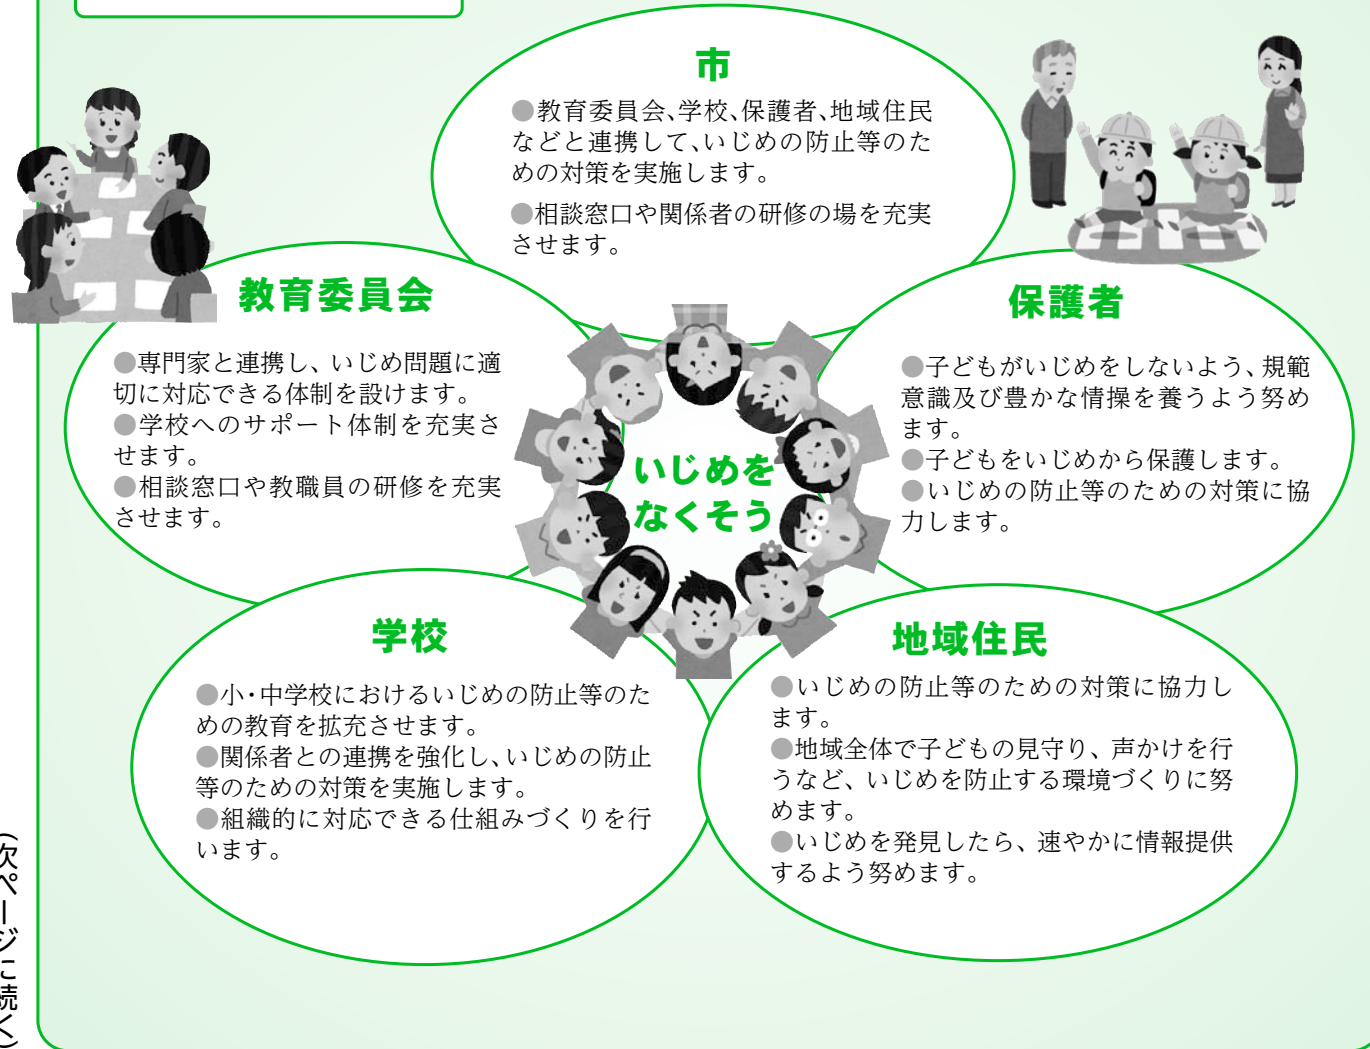 市
●教育委員会、学校、保護者、地域住民
などと連携して、いじめの防止等のた
めの対策を実施します。
●相談窓口や関係者の研修の場を充実
させます。
教育委員会
●専門家と連携し、いじめ問題に適
切に対応できる体制を設けます。
●学校へのサポート体制を充実さ
せます。
●相談窓口や教職員の研修を充実
させます。
保護者
●子どもがいじめをしないよう、規範
意識及び豊かな情操を養うよう努め
ます。
●子どもをいじめから保護します。
●いじめの防止等のための対策に協
力します。
いじめを
なくそう
学校
●小・中学校におけるいじめの防止等のた
めの教育を拡充させます。
●関係者との連携を強化し、いじめの防止
等のための対策を実施します。
●組織的に対応できる仕組みづくりを行
います。
地域住民
●いじめの防止等のための対策に協力し
ます。
●地域全体で子どもの見守り、声かけを行
うなど、いじめを防止する環境づくりに努
めます。
●いじめを発見したら、速やかに情報提供
するよう努めます。
（次ページに続く）